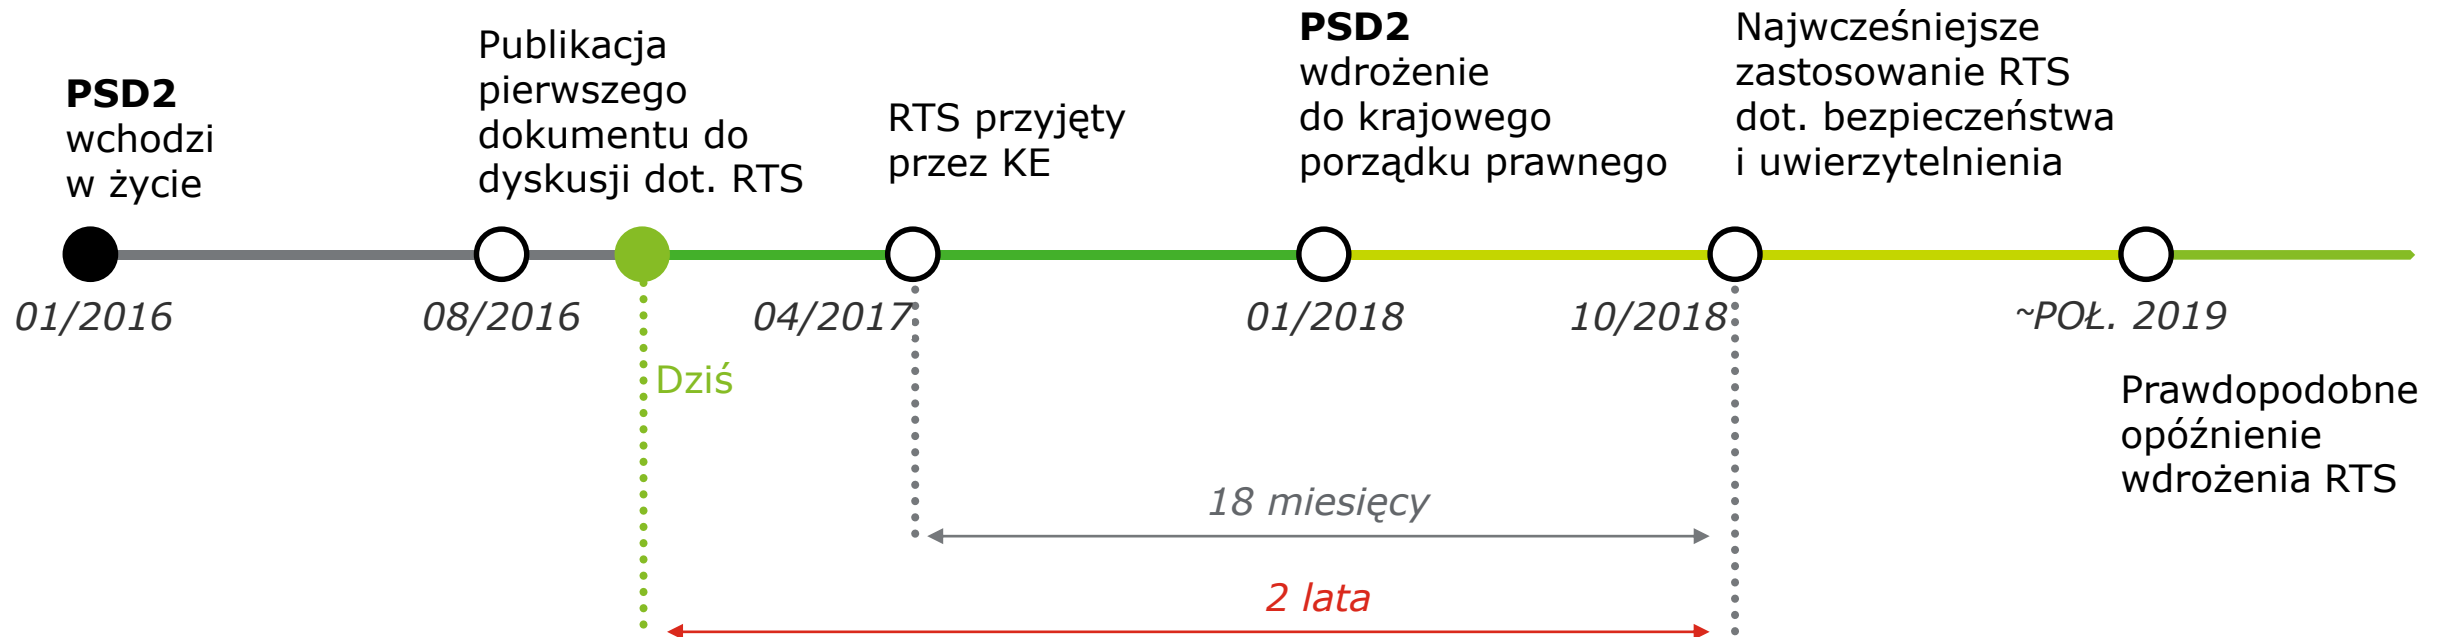 PSD2
wchodzi
w życie
Publikacja
pierwszego
dokumentu do
dyskusji dot. RTS
RTS przyjęty
przez KE
PSD2
wdrożenie
do krajowego
porządku prawnego
Najwcześniejsze
zastosowanie RTS
dot. bezpieczeństwa
i uwierzytelnienia
01/2016
08/2016
04/2017
01/2018
10/2018
~POŁ. 2019
Dziś
Prawdopodobne
opóźnienie
wdrożenia RTS
18 miesięcy
2 lata